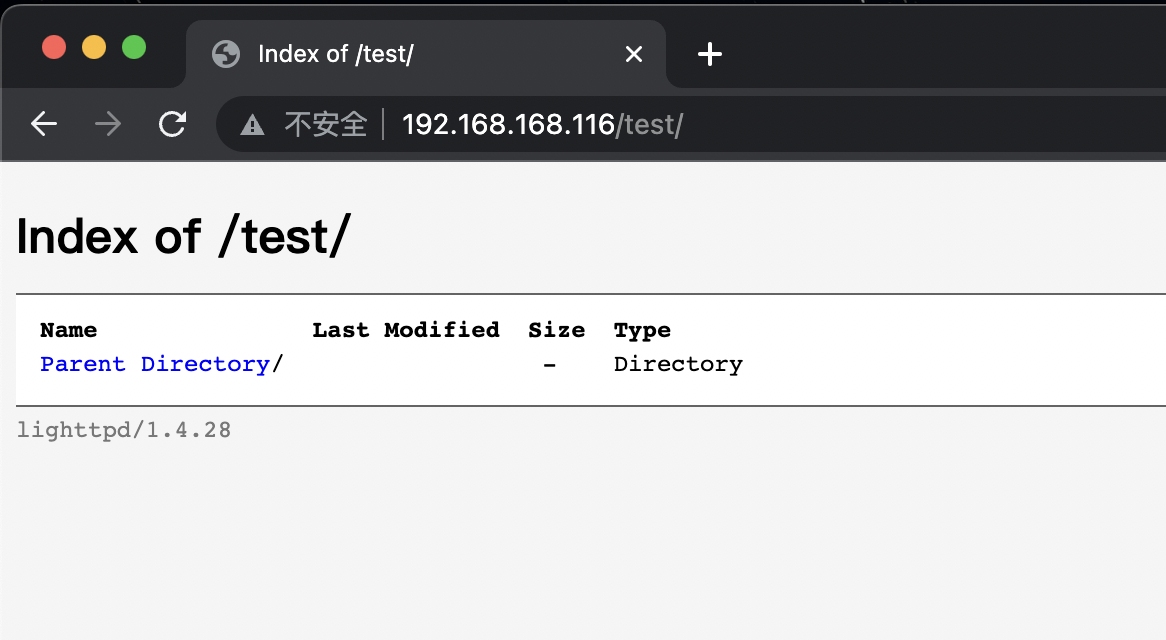 Index of /test/
不安全 192.168.168.116/test/
Index of /test/
Name Last Modified Size Type
Parent Directory/ - Directory
lighttpd/1.4.28